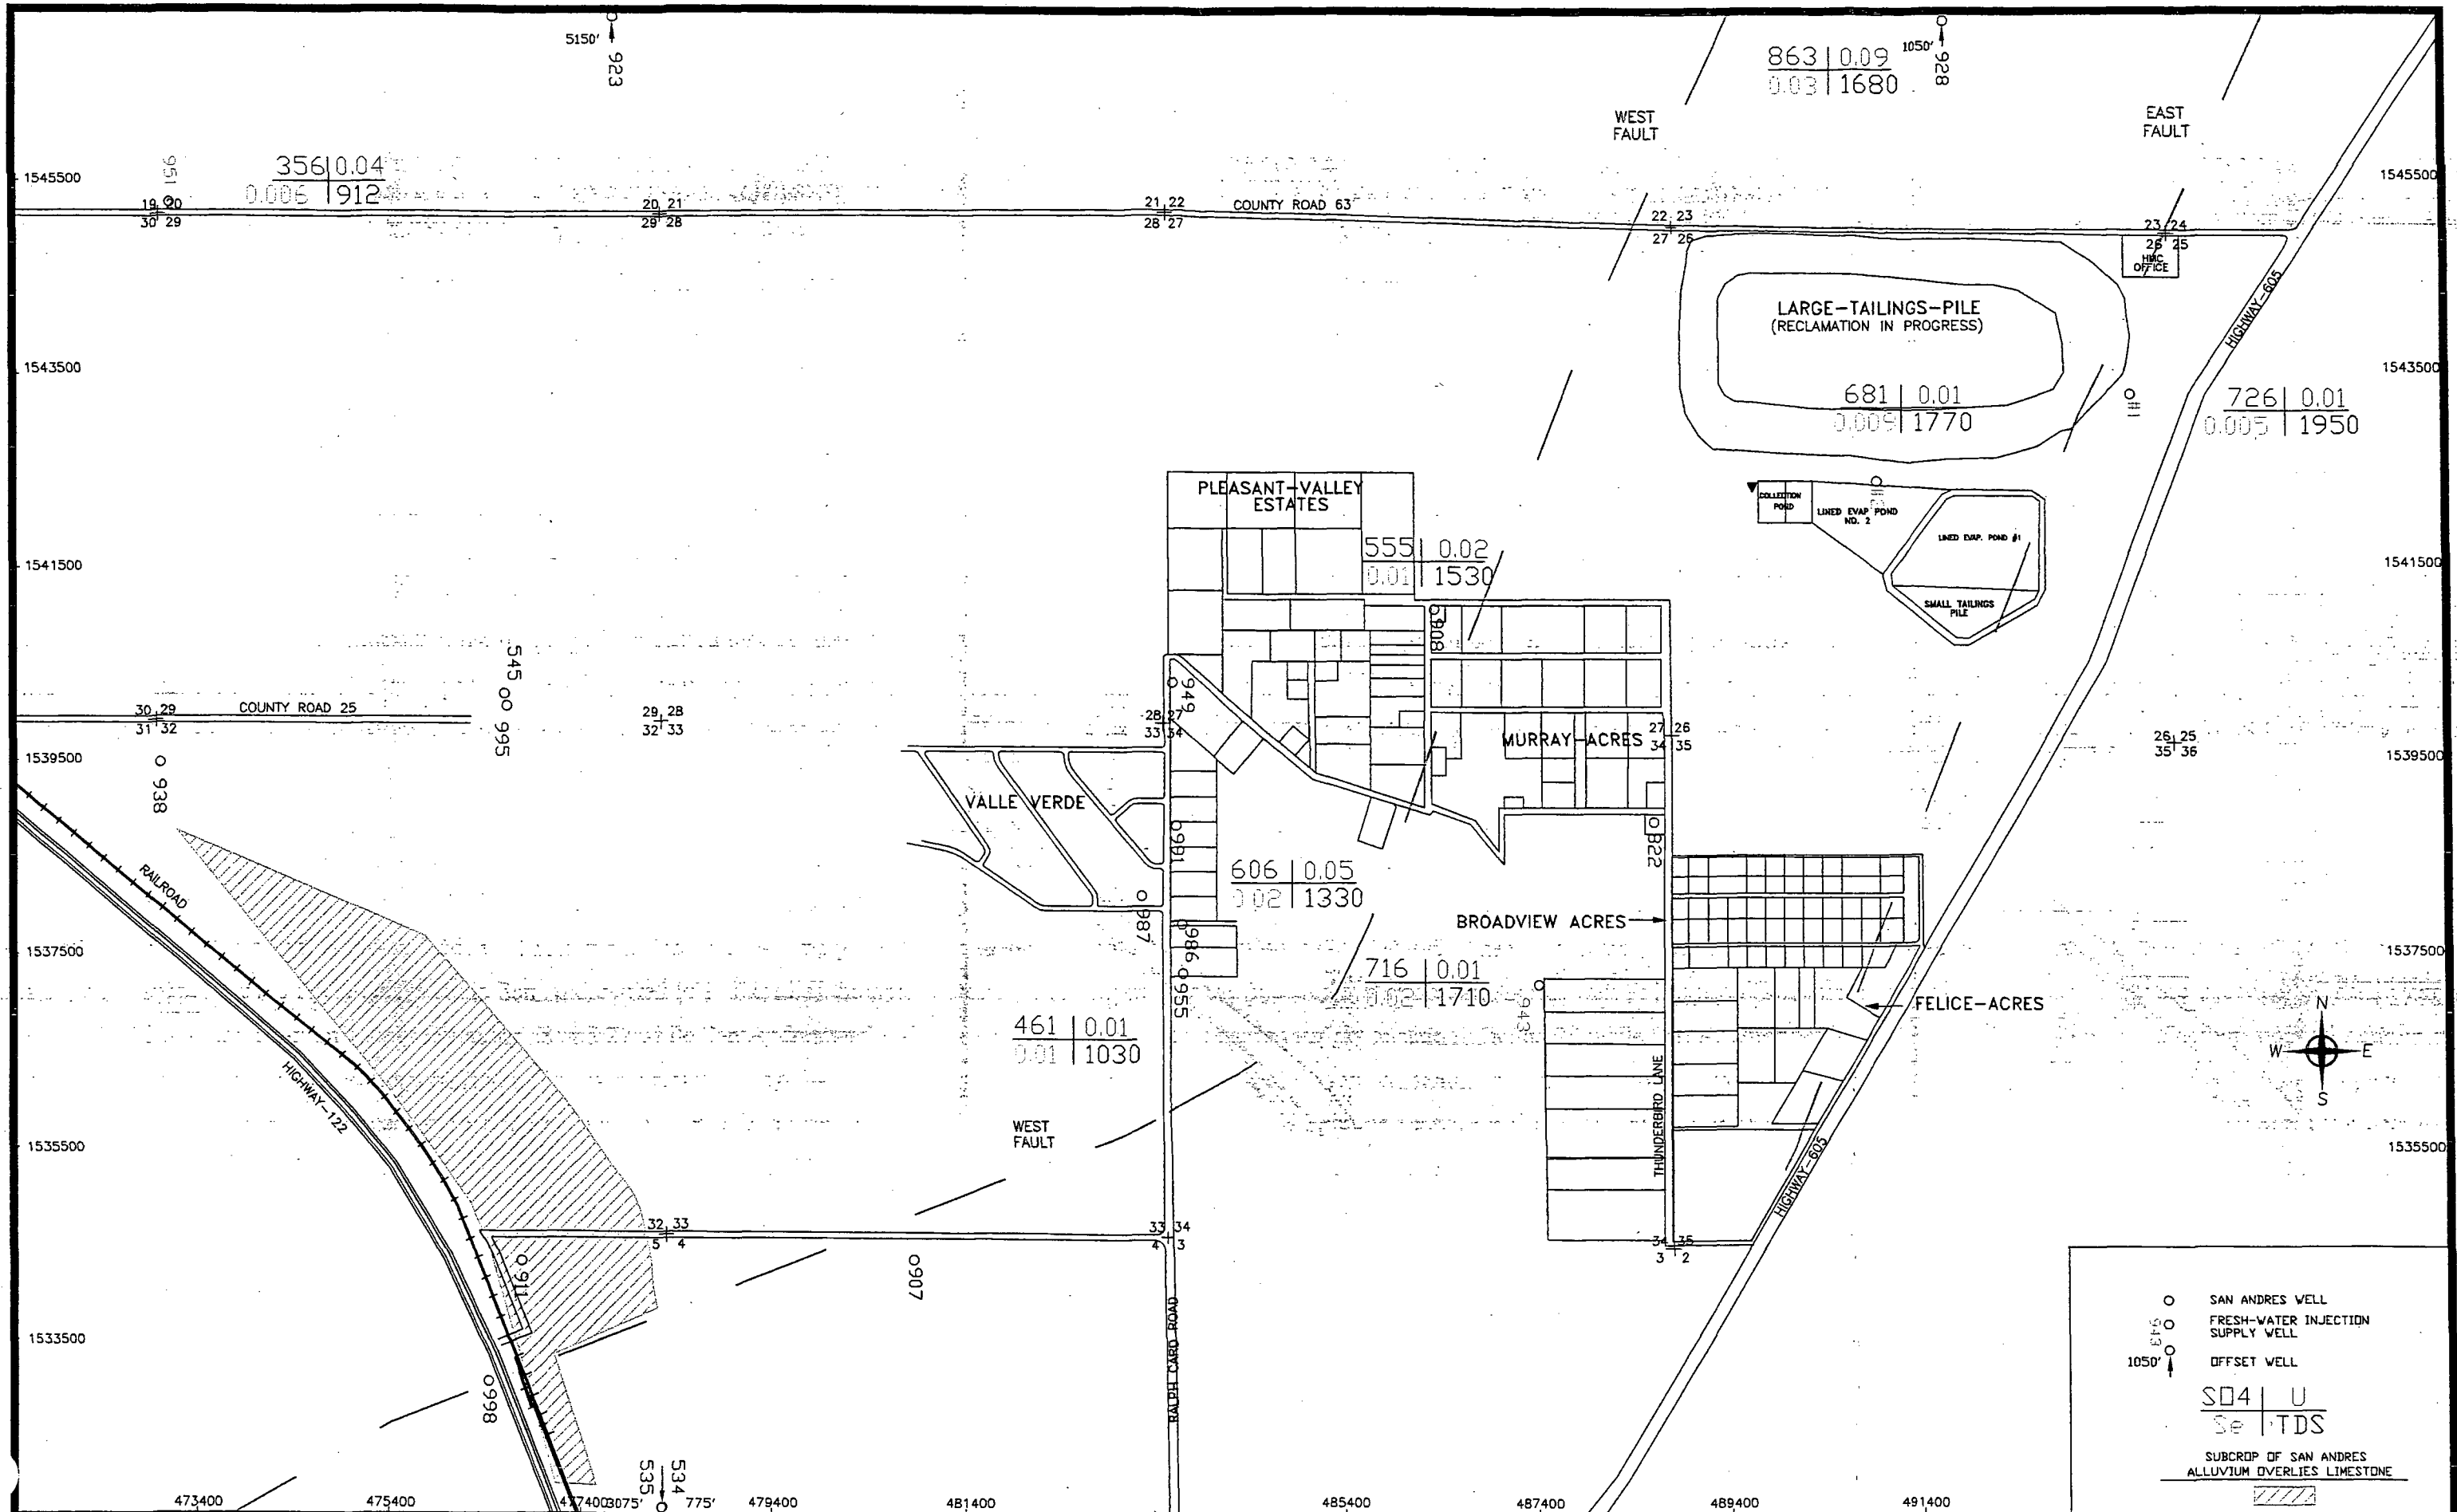 5150'
923
863 | 0.09
0.03 | 1680
1050'
928
WEST
FAULT
EAST
FAULT
951
356 | 0.04
0.006 | 912
1545500
1545500
19 20
30 29
20 21
29 28
21 22
28 27
COUNTY ROAD 63
22 23
27 26
23 24
26 25
HMC
OFFICE
LARGE-TAILINGS-PILE
(RECLAMATION IN PROGRESS)
HIGHWAY-605
1543500
1543500
681 | 0.01
0.009 | 1770
#1
726 | 0.01
0.005 | 1950
PLEASANT-VALLEY
ESTATES
COLLECTION
POND
LINED EVAP POND
NO. 2
LINED EVAP. POND #1
SMALL TAILINGS
PILE
555 | 0.02
0.01 | 1530
1541500
1541500
908
545
995
949
COUNTY ROAD 25
30 29
31 32
29 28
32 33
28 27
33 34
MURRAY-ACRES
27 26
34 35
26 25
35 36
1539500
1539500
938
VALLE VERDE
991
822
RAILROAD
606 | 0.05
0.02 | 1330
987
986
BROADVIEW ACRES
1537500
1537500
716 | 0.01
0.02 | 1710
955
943
FELICE-ACRES
461 | 0.01
0.01 | 1030
N
W E
S
HIGHWAY-122
WEST
FAULT
THUNDERBIRD LANE
1535500
1535500
HIGHWAY-605
32 33
5 4
33 34
4 3
34 35
3 2
911
907
RALPH CARD ROAD
1533500
998
535
534
3075'
775'
473400
475400
477400
479400
481400
485400
487400
489400
491400
SAN ANDRES WELL
943
FRESH-WATER INJECTION
SUPPLY WELL
1050'
OFFSET WELL
SO4 | U
Se | TDS
SUBCROP OF SAN ANDRES
ALLUVIUM OVERLIES LIMESTONE